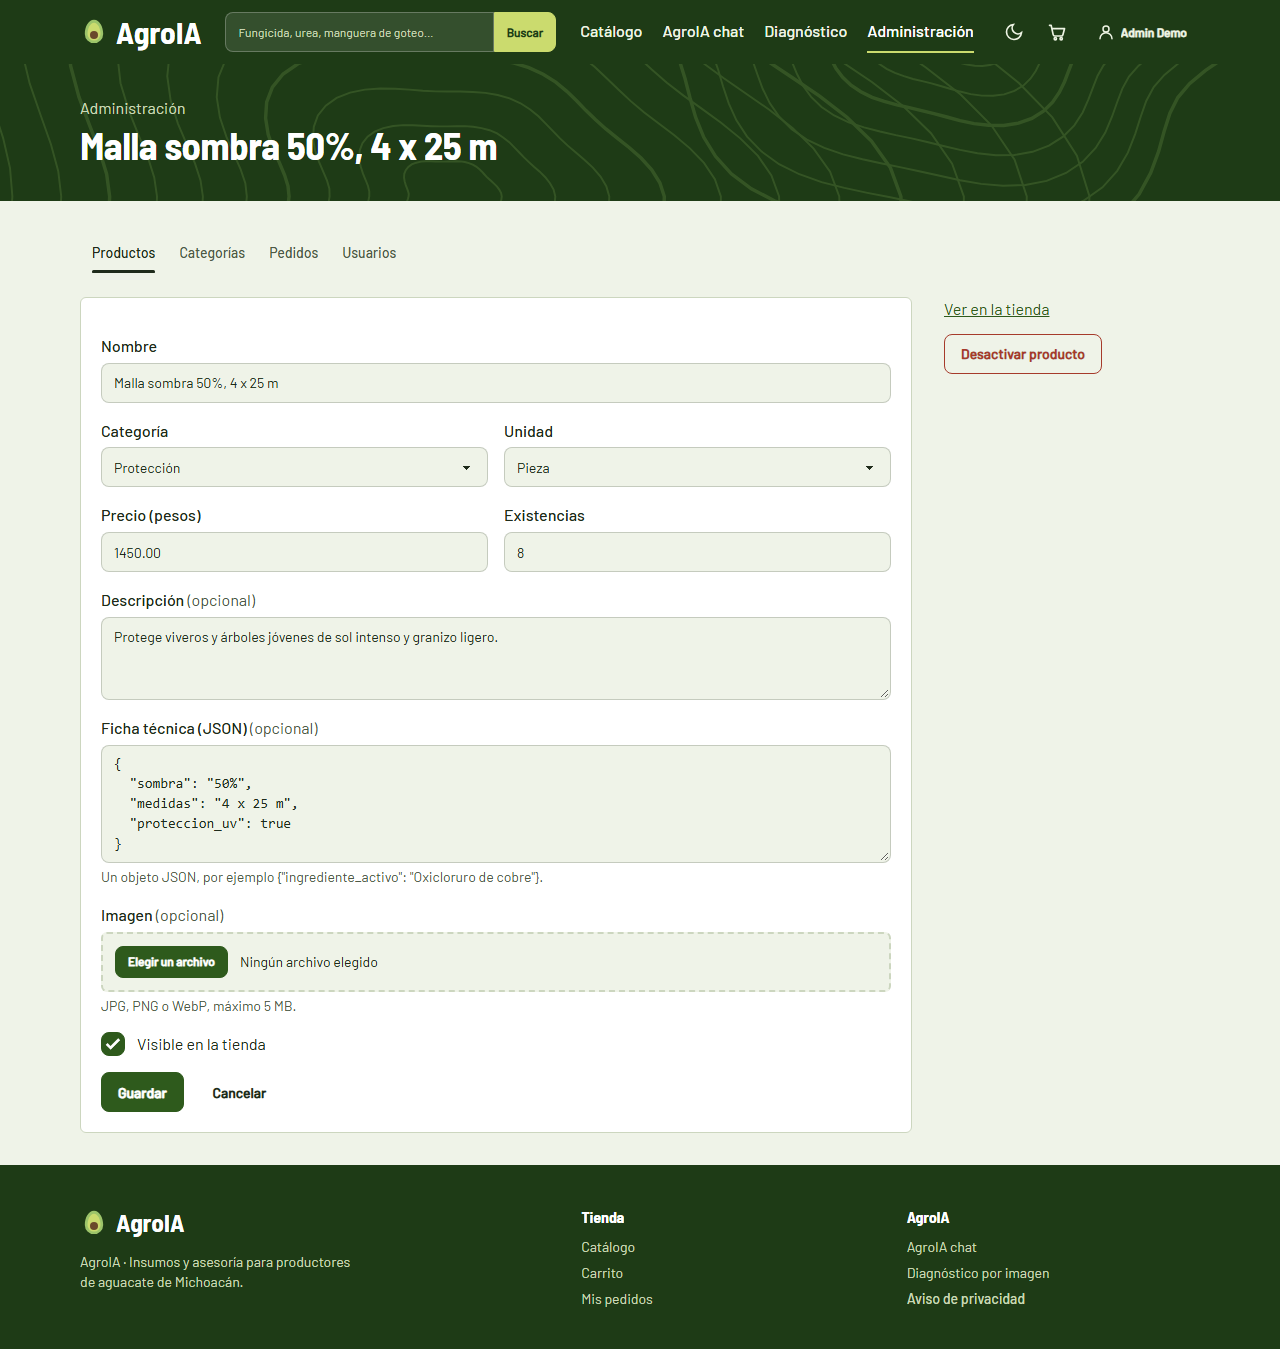 AgroIA
Fungicida, urea, manguera de goteo...
Buscar
Catálogo
AgroIA chat
Diagnóstico
Administración
Admin Demo
Administración
Malla sombra 50%, 4 x 25 m
Productos
Categorías
Pedidos
Usuarios
Ver en la tienda
Desactivar producto
Nombre
Malla sombra 50%, 4 x 25 m
Categoría
Unidad
Protección
Pieza
Precio (pesos)
Existencias
1450.00
8
Descripción (opcional)
Protege viveros y árboles jóvenes de sol intenso y granizo ligero.
Ficha técnica (JSON) (opcional)
{
"sombra": "50%",
"medidas": "4 x 25 m",
"proteccion_uv": true
}
Un objeto JSON, por ejemplo {"ingrediente_activo": "Oxicloruro de cobre"}.
Imagen (opcional)
Elegir un archivo
Ningún archivo elegido
JPG, PNG o WebP, máximo 5 MB.
Visible en la tienda
Guardar
Cancelar
AgroIA
AgroIA · Insumos y asesoría para productores
de aguacate de Michoacán.
Tienda
Catálogo
Carrito
Mis pedidos
AgroIA
AgroIA chat
Diagnóstico por imagen
Aviso de privacidad